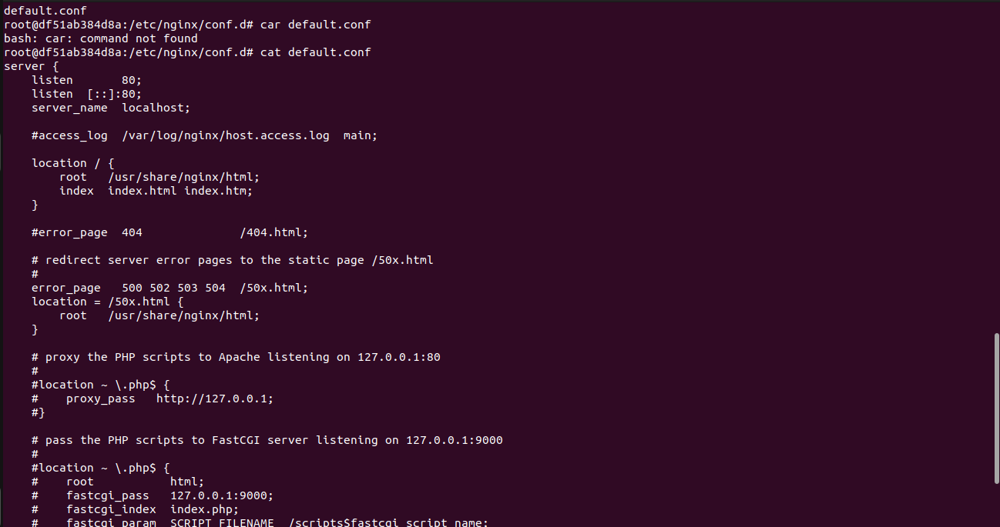 default.conf
root@df51ab384d8a:/etc/nginx/conf.d# car default.conf
bash: car: command not found
root@df51ab384d8a:/etc/nginx/conf.d# cat default.conf
server {
    listen       80;
    listen  [::]:80;
    server_name  localhost;

    #access_log  /var/log/nginx/host.access.log  main;

    location / {
        root   /usr/share/nginx/html;
        index  index.html index.htm;
    }

    #error_page  404              /404.html;

    # redirect server error pages to the static page /50x.html
    #
    error_page   500 502 503 504  /50x.html;
    location = /50x.html {
        root   /usr/share/nginx/html;
    }

    # proxy the PHP scripts to Apache listening on 127.0.0.1:80
    #
    #location ~ \.php$ {
    #    proxy_pass   http://127.0.0.1;
    #}

    # pass the PHP scripts to FastCGI server listening on 127.0.0.1:9000
    #
    #location ~ \.php$ {
    #    root           html;
    #    fastcgi_pass   127.0.0.1:9000;
    #    fastcgi_index  index.php;
    #    fastcgi_param  SCRIPT_FILENAME  /scripts$fastcgi_script_name;